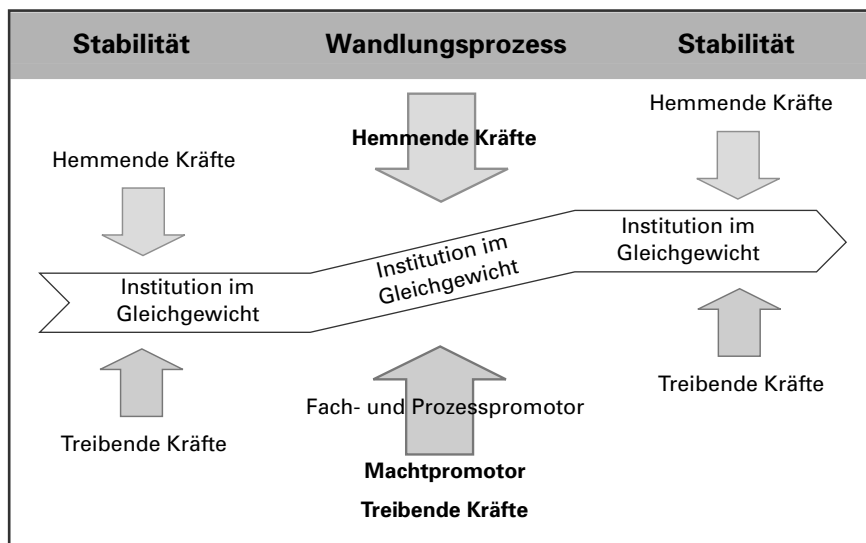 Stabilität
Wandlungsprozess
Stabilität
Hemmende Kräfte
Hemmende Kräfte
Hemmende Kräfte
Institution im
Gleichgewicht
Institution im
Gleichgewicht
Institution im
Gleichgewicht
Treibende Kräfte
Fach- und Prozesspromotor
Machtpromotor
Treibende Kräfte
Treibende Kräfte